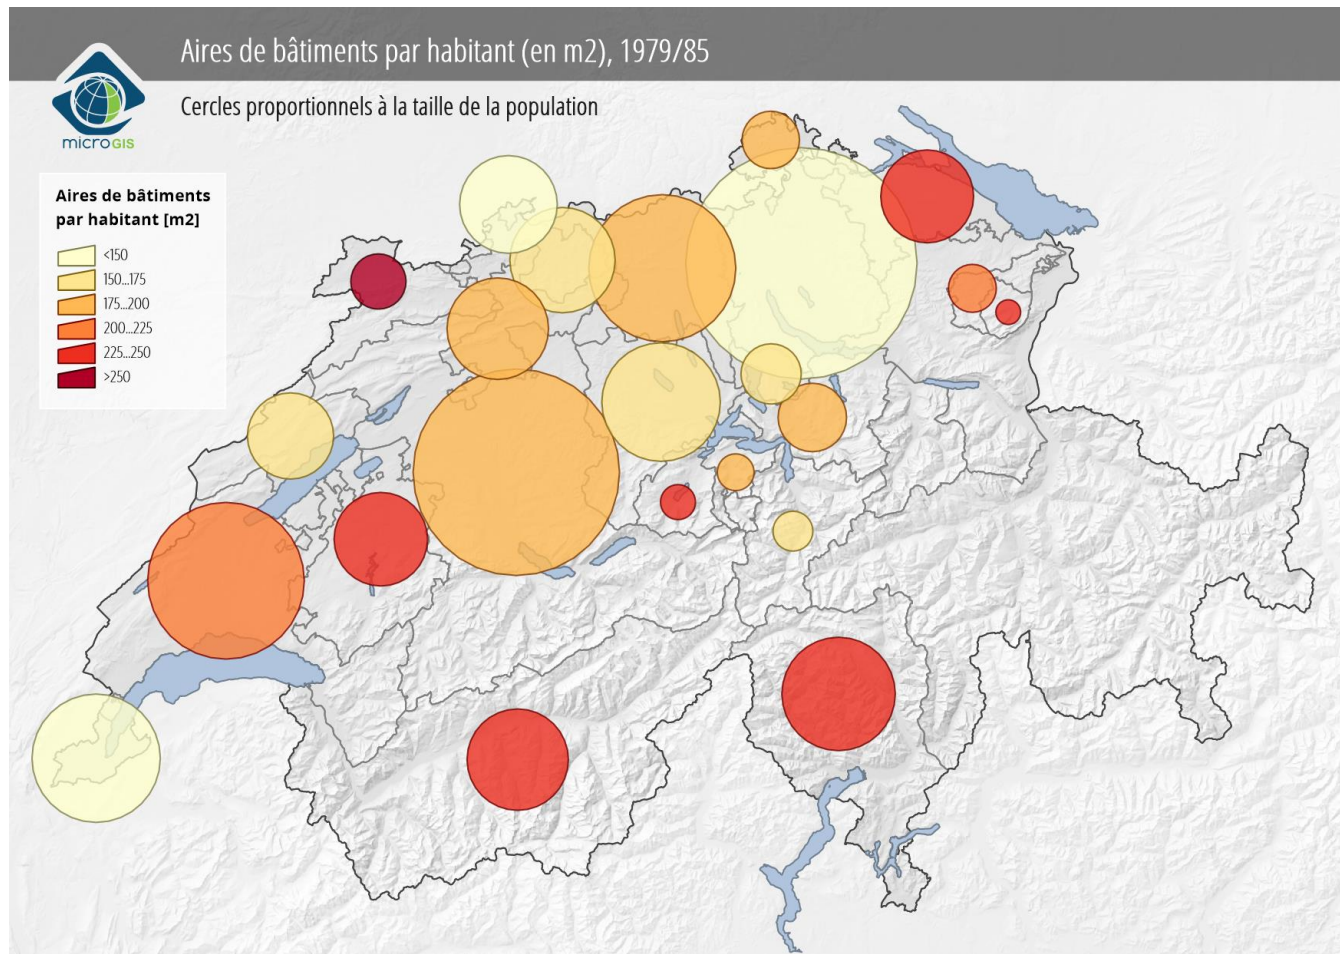 Aires de bâtiments par habitant (en m2), 1979/85
Cercles proportionnels à la taille de la population
microGIS
Aires de bâtiments
par habitant [m2]
<150
150...175
175...200
200...225
225...250
>250